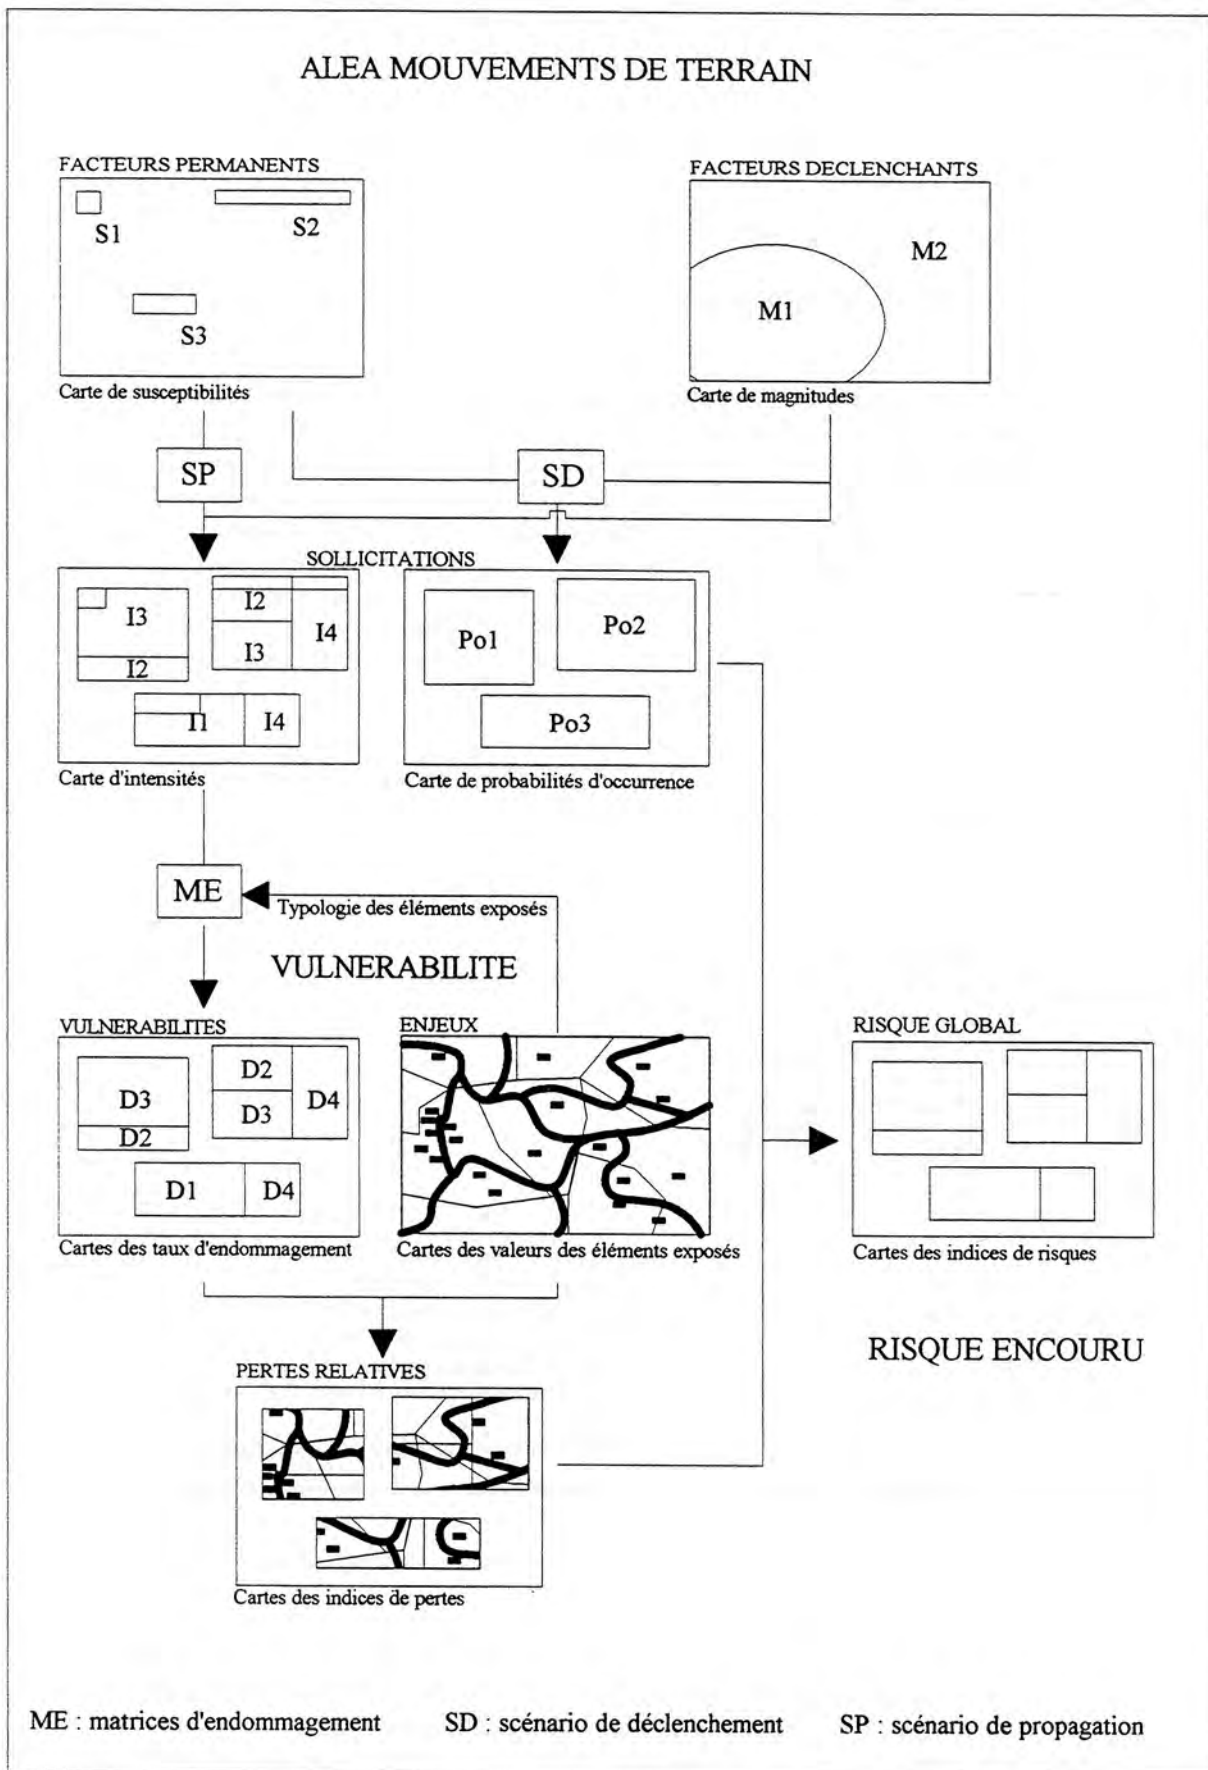 ALEA MOUVEMENTS DE TERRAIN
FACTEURS PERMANENTS
S1
S2
S3
Carte de susceptibilités
FACTEURS DECLENCHANTS
M2
M1
Carte de magnitudes
SP
SD
SOLLICITATIONS
I3
I2
I2
I3
I4
I1
I4
Carte d'intensités
Po1
Po2
Po3
Carte de probabilités d'occurrence
ME
Typologie des éléments exposés
VULNERABILITE
VULNERABILITES
D3
D2
D2
D3
D4
D1
D4
Cartes des taux d'endommagement
ENJEUX
Cartes des valeurs des éléments exposés
RISQUE GLOBAL
Cartes des indices de risques
RISQUE ENCOURU
PERTES RELATIVES
Cartes des indices de pertes
ME : matrices d'endommagement
SD : scénario de déclenchement
SP : scénario de propagation